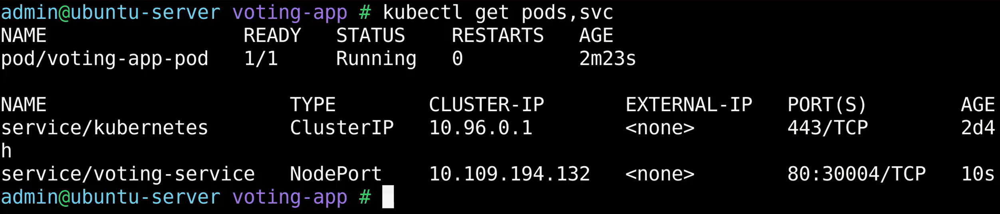 admin@ubuntu-server voting-app # kubectl get pods,svc
NAME                 READY   STATUS    RESTARTS   AGE
pod/voting-app-pod   1/1     Running   0          2m23s

NAME                     TYPE        CLUSTER-IP       EXTERNAL-IP   PORT(S)        AGE
service/kubernetes       ClusterIP   10.96.0.1        <none>        443/TCP        2d4
h
service/voting-service   NodePort    10.109.194.132   <none>        80:30004/TCP   10s
admin@ubuntu-server voting-app #